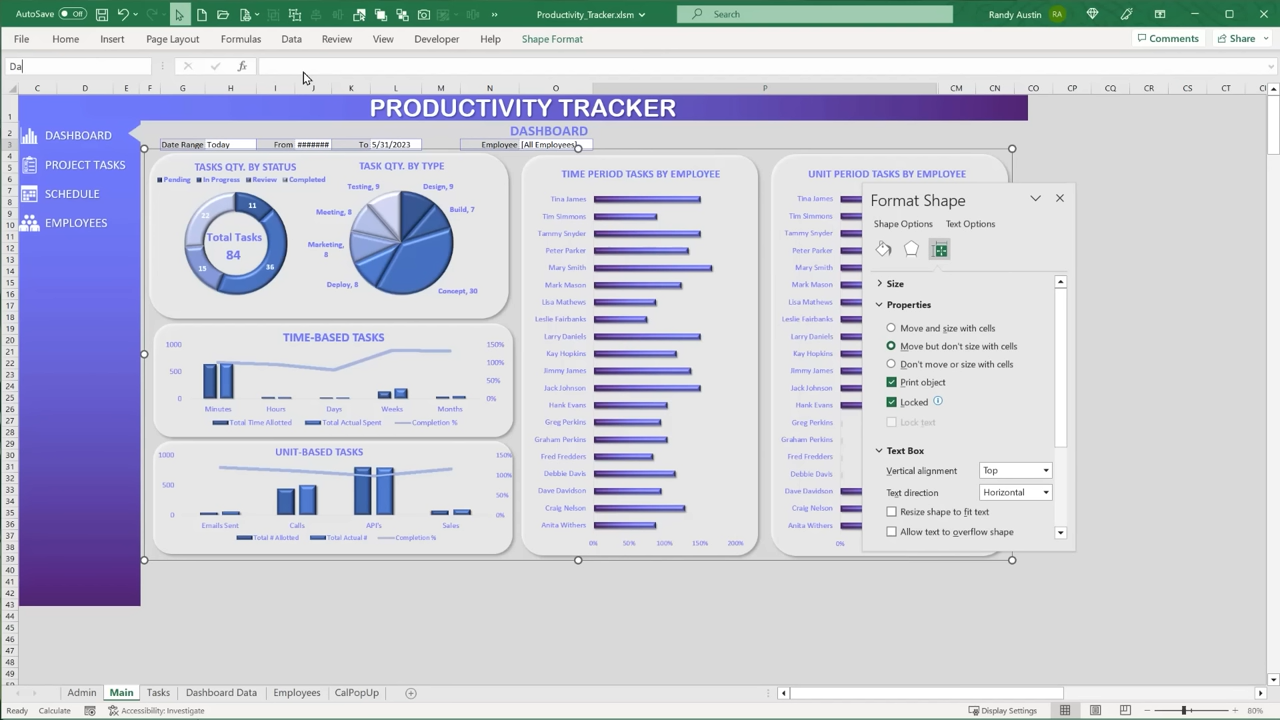 AutoSave Off Productivity_Tracker.xlsm Search Randy Austin RA
File Home Insert Page Layout Formulas Data Review View Developer Help Shape Format Comments Share
Da fx
C D E F G H I J K L M N O P CM CN CO CP CQ CR CS CT
PRODUCTIVITY TRACKER
DASHBOARD
Date Range Today From ####### To 5/31/2023 Employee [All Employees]
DASHBOARD
PROJECT TASKS
SCHEDULE
EMPLOYEES
TASKS QTY. BY STATUS
Pending In Progress Review Completed
11
36
15
22
Total Tasks
84
TASK QTY. BY TYPE
Testing, 9
Design, 9
Meeting, 8
Build, 7
Marketing,
8
Deploy, 8
Concept, 30
TIME-BASED TASKS
1000 150%
500 100%
50%
0 0%
Minutes Hours Days Weeks Months
Total Time Allotted Total Actual Spent Completion %
UNIT-BASED TASKS
1000 150%
500 100%
50%
0 0%
Emails Sent Calls API's Sales
Total # Allotted Total Actual # Completion %
TIME PERIOD TASKS BY EMPLOYEE
Tina James
Tim Simmons
Tammy Snyder
Peter Parker
Mary Smith
Mark Mason
Lisa Mathews
Leslie Fairbanks
Larry Daniels
Kay Hopkins
Jimmy James
Jack Johnson
Hank Evans
Greg Perkins
Graham Perkins
Fred Fredders
Debbie Davis
Dave Davidson
Craig Nelson
Anita Withers
0% 50% 100% 150% 200%
UNIT PERIOD TASKS BY EMPLOYEE
Tina James
Tim Simmons
Tammy Snyder
Peter Parker
Mary Smith
Mark Mason
Lisa Mathews
Leslie Fairbanks
Larry Daniels
Kay Hopkins
Jimmy James
Jack Johnson
Hank Evans
Greg Perkins
Graham Perkins
Fred Fredders
Debbie Davis
Dave Davidson
Craig Nelson
Anita Withers
0%
Format Shape
Shape Options Text Options
Size
Properties
Move and size with cells
Move but don't size with cells
Don't move or size with cells
Print object
Locked
Lock text
Text Box
Vertical alignment Top
Text direction Horizontal
Resize shape to fit text
Allow text to overflow shape
Admin Main Tasks Dashboard Data Employees CalPopUp
Ready Calculate Accessibility: Investigate Display Settings 80%